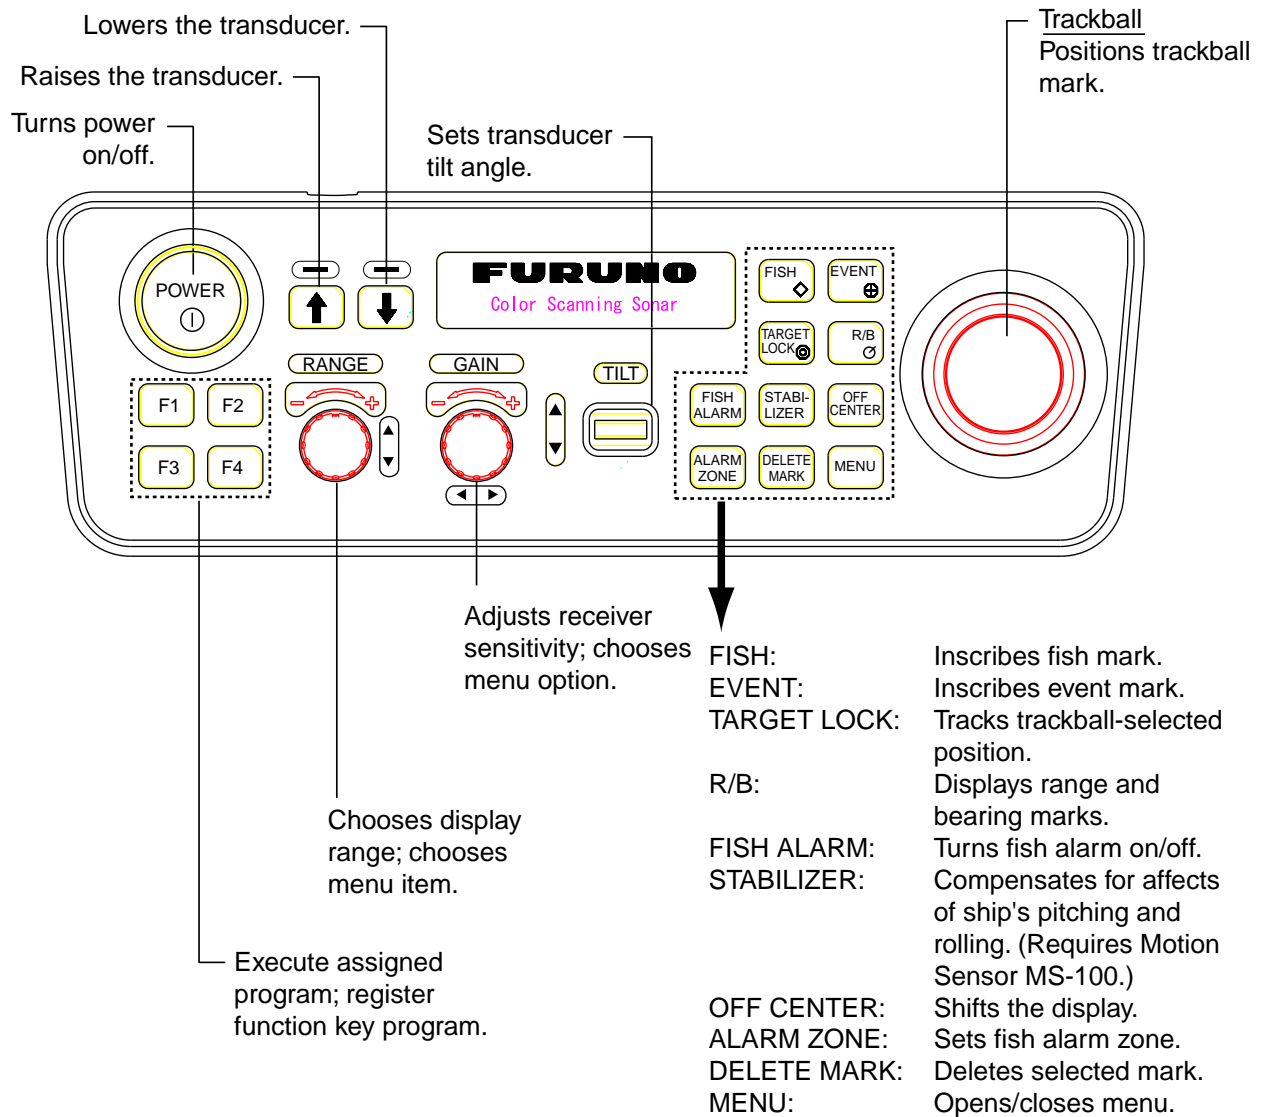 Lowers the transducer.
Raises the transducer.
Turns power
on/off.
Sets transducer
tilt angle.
Trackball
Positions trackball
mark.
POWER
FURUNO
Color Scanning Sonar
RANGE
GAIN
TILT
F1
F2
F3
F4
FISH
EVENT
TARGET
LOCK
R/B
FISH
ALARM
STABI-
LIZER
OFF
CENTER
ALARM
ZONE
DELETE
MARK
MENU
Adjusts receiver
sensitivity; chooses
menu option.
Chooses display
range; chooses
menu item.
Execute assigned
program; register
function key program.
FISH: Inscribes fish mark.
EVENT: Inscribes event mark.
TARGET LOCK: Tracks trackball-selected
position.
R/B: Displays range and
bearing marks.
FISH ALARM: Turns fish alarm on/off.
STABILIZER: Compensates for affects
of ship's pitching and
rolling. (Requires Motion
Sensor MS-100.)
OFF CENTER: Shifts the display.
ALARM ZONE: Sets fish alarm zone.
DELETE MARK: Deletes selected mark.
MENU: Opens/closes menu.